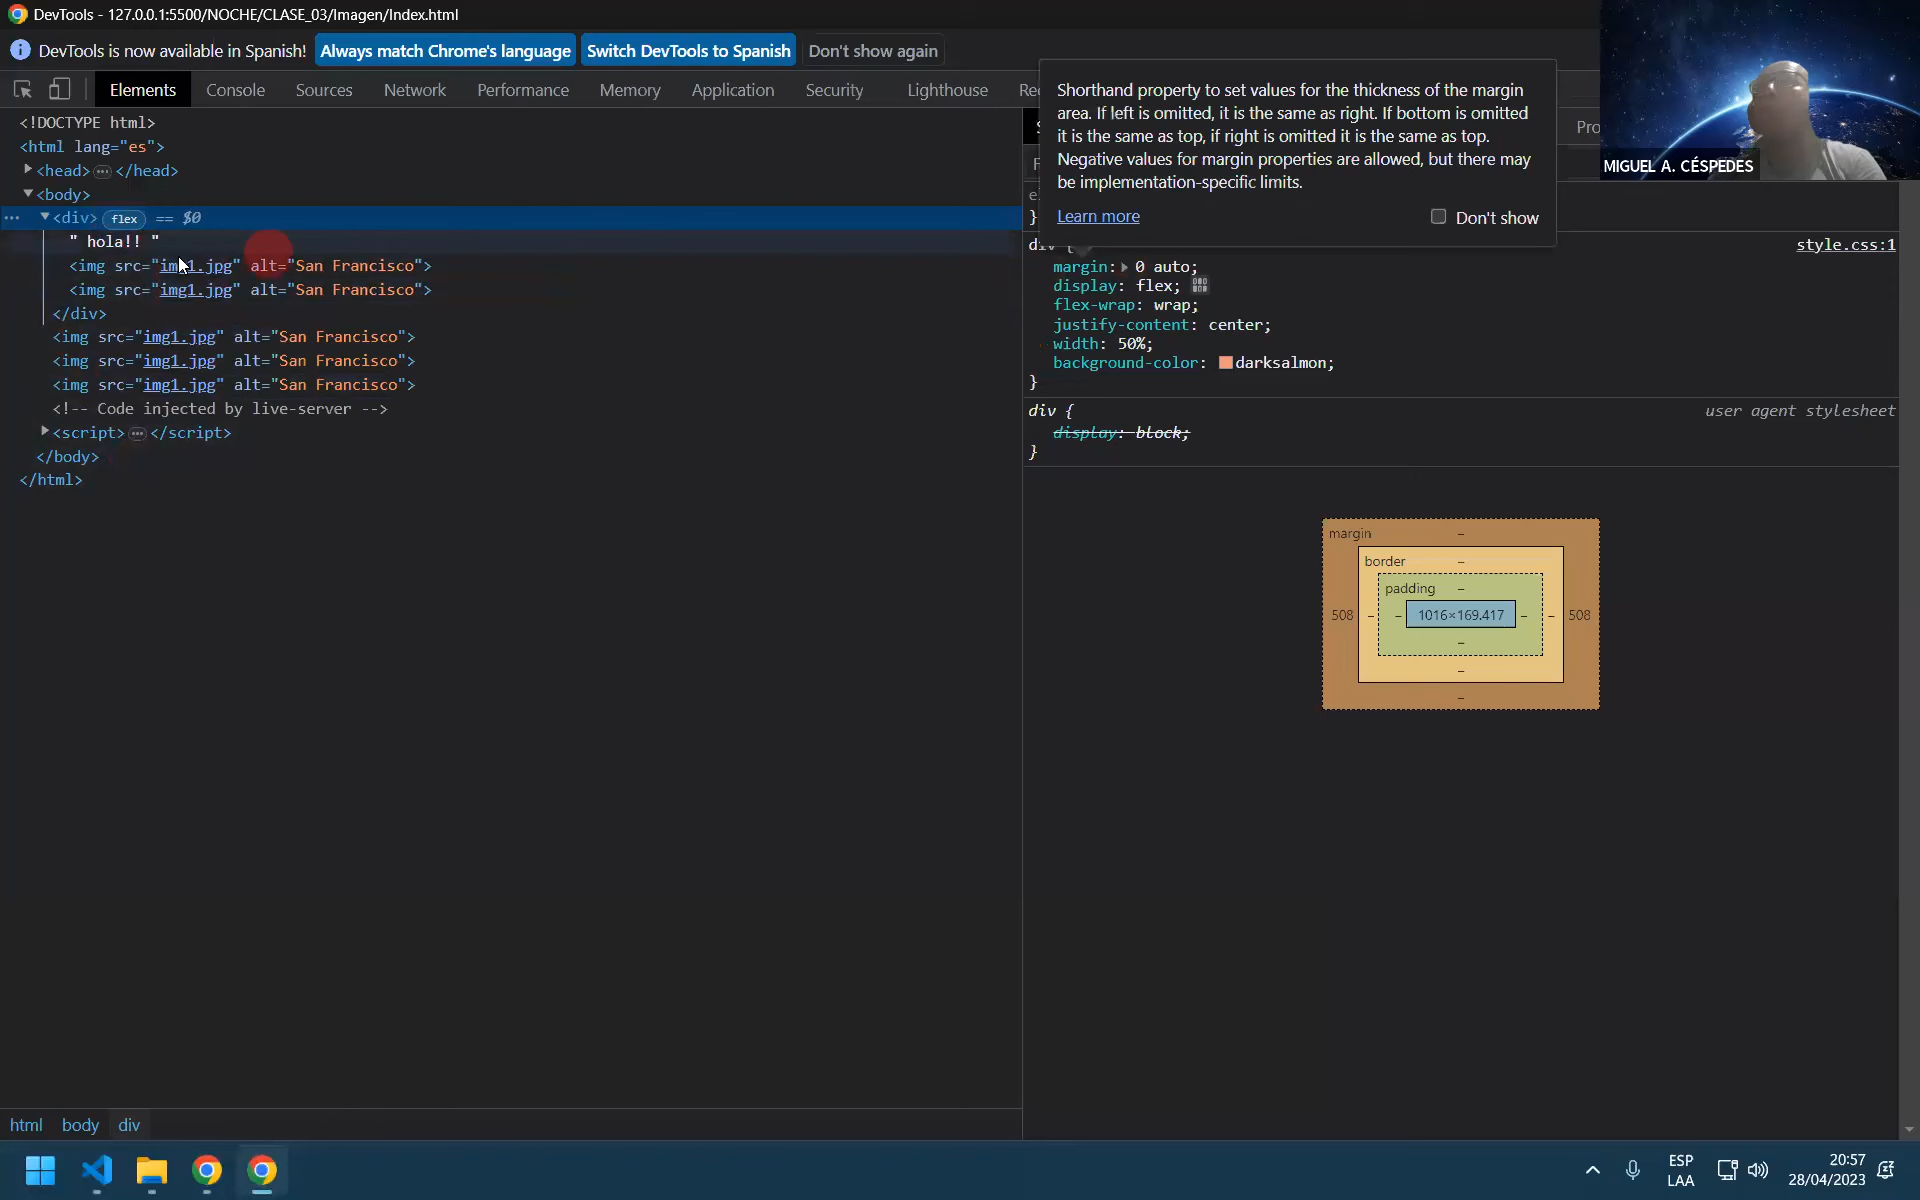 DevTools - 127.0.0.1:5500/NOCHE/CLASE_03/Imagen/Index.html
DevTools is now available in Spanish! Always match Chrome's language Switch DevTools to Spanish Don't show again
Elements Console Sources Network Performance Memory Application Security Lighthouse Re
<!DOCTYPE html>
<html lang="es">
<head> ... </head>
<body>
... <div> flex == $0
" hola!! "
<img src="img1.jpg" alt="San Francisco">
<img src="img1.jpg" alt="San Francisco">
</div>
<img src="img1.jpg" alt="San Francisco">
<img src="img1.jpg" alt="San Francisco">
<img src="img1.jpg" alt="San Francisco">
<!-- Code injected by live-server -->
<script> ... </script>
</body>
</html>
html body div
Shorthand property to set values for the thickness of the margin
area. If left is omitted, it is the same as right. If bottom is omitted
it is the same as top, if right is omitted it is the same as top.
Negative values for margin properties are allowed, but there may
be implementation-specific limits.
Learn more Don't show
Pro
MIGUEL A. CÉSPEDES
}
div { style.css:1
margin: 0 auto;
display: flex;
flex-wrap: wrap;
justify-content: center;
width: 50%;
background-color: darksalmon;
}
div { user agent stylesheet
display: block;
}
margin –
border –
padding –
508 – – 1016×169.417 – – 508
–
–
–
ESP
LAA
20:57
28/04/2023